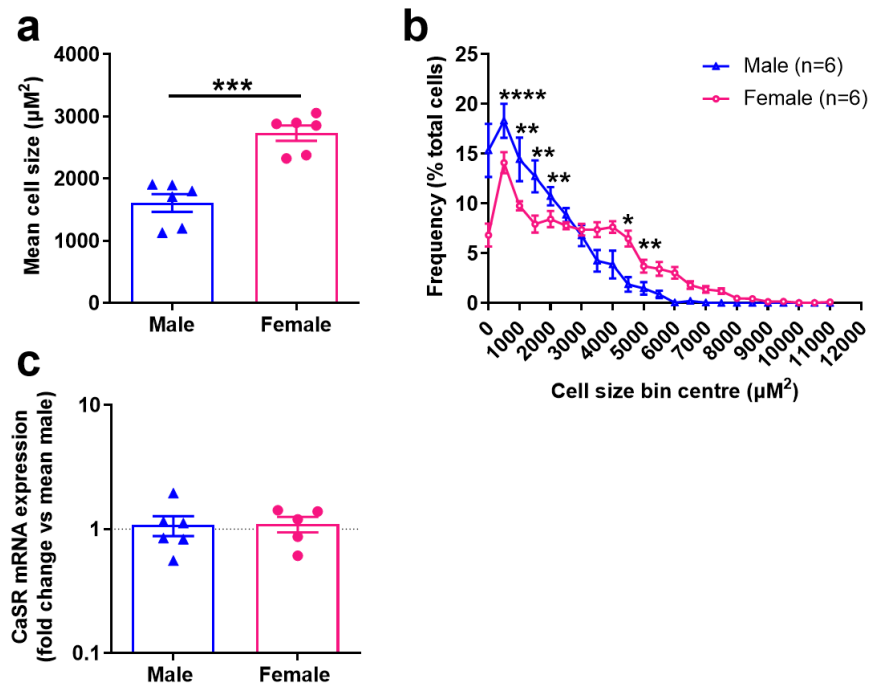 a
Mean cell size (µM²)
4000
3000
2000
1000
0
***
Male
Female
b
Frequency (% total cells)
25
20
15
10
5
0
****
**
**
**
*
**
Male (n=6)
Female (n=6)
0
1000
2000
3000
4000
5000
6000
7000
8000
9000
10000
11000
12000
Cell size bin centre (µM²)
c
CaSR mRNA expression
(fold change vs mean male)
10
1
0.1
Male
Female